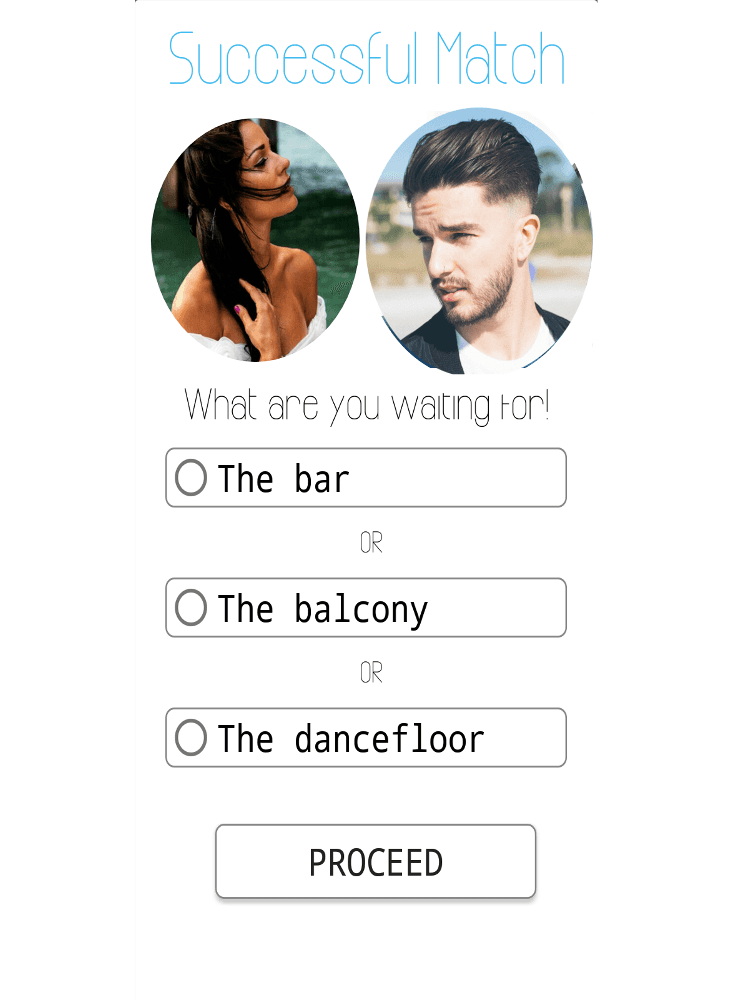 Successful Match
What are you waiting for!
The bar
OR
The balcony
OR
The dancefloor
PROCEED